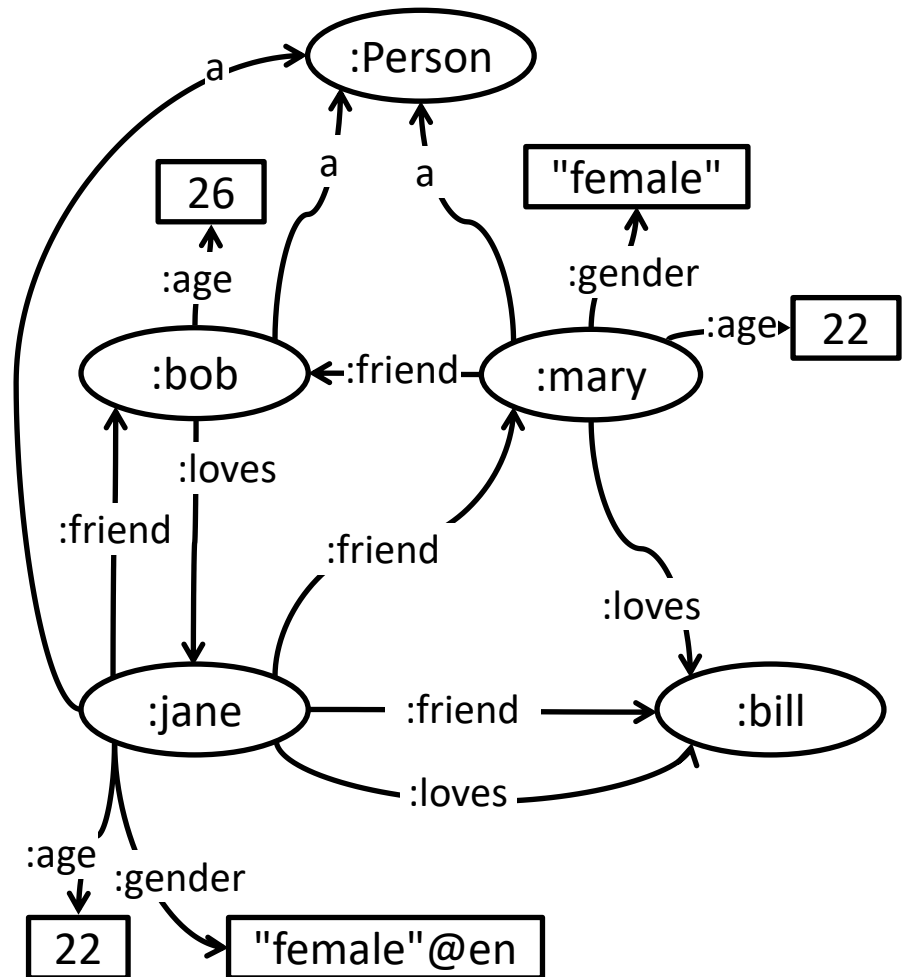 :Person
a
a
a
"female"
26
:gender
:age
:age
22
:bob
:friend
:mary
:loves
:friend
:friend
:loves
:jane
:friend
:bill
:loves
:age
:gender
22
"female"@en